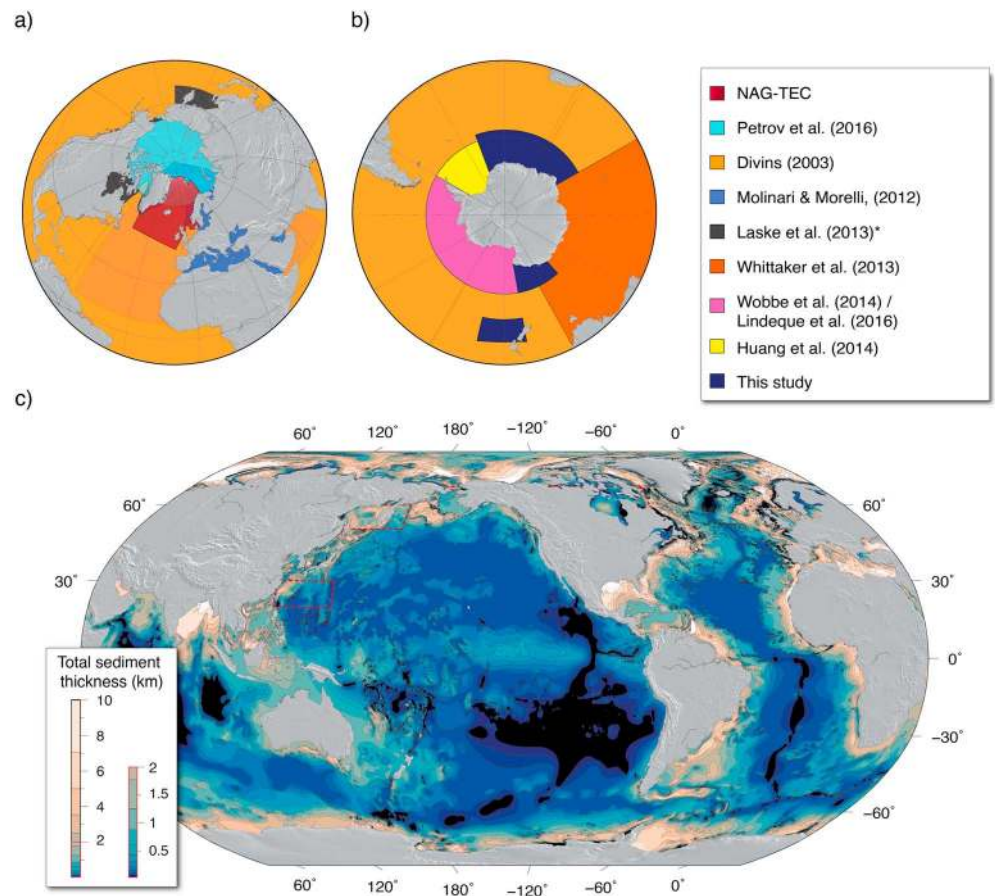 a)
b)
NAG-TEC
Petrov et al. (2016)
Divins (2003)
Molinari & Morelli, (2012)
Laske et al. (2013)*
Whittaker et al. (2013)
Wobbe et al. (2014) /
Lindeque et al. (2016)
Huang et al. (2014)
This study
c)
60° 120° 180° −120° −60° 0°
60° 60°
30° 30°
0°
−30°
−60°
Total sediment
thickness (km)
10
8
6
4
2
2
1.5
1
0.5
60° 120° 180° −120° −60° 0°